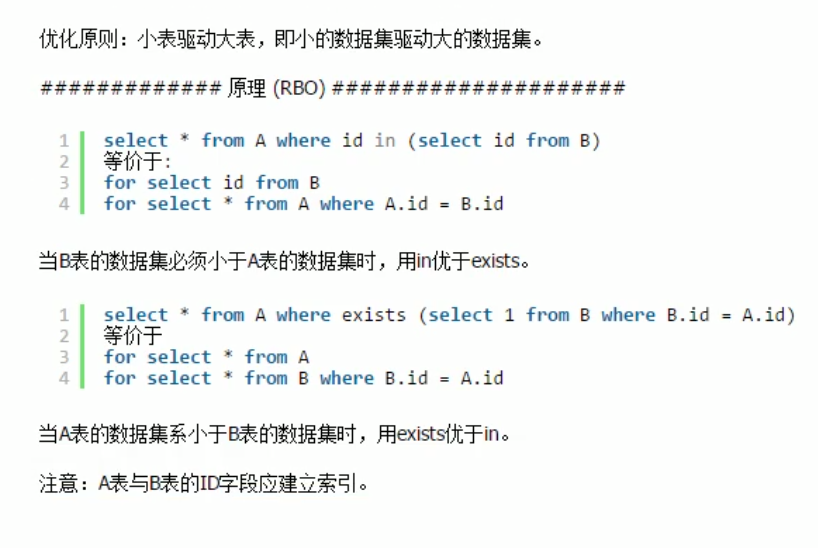 优化原则：小表驱动大表，即小的数据集驱动大的数据集。
############# 原理 (RBO) #####################
1 select * from A where id in (select id from B)
2 等价于:
3 for select id from B
4 for select * from A where A.id = B.id
当B表的数据集必须小于A表的数据集时，用in优于exists。
1 select * from A where exists (select 1 from B where B.id = A.id)
2 等价于
3 for select * from A
4 for select * from B where B.id = A.id
当A表的数据集系小于B表的数据集时，用exists优于in。
注意：A表与B表的ID字段应建立索引。